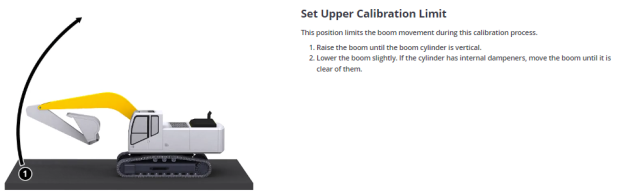 Set Upper Calibration Limit
This position limits the boom movement during this calibration process.
1. Raise the boom until the boom cylinder is vertical.
2. Lower the boom slightly. If the cylinder has internal dampeners, move the boom until it is
clear of them.
1